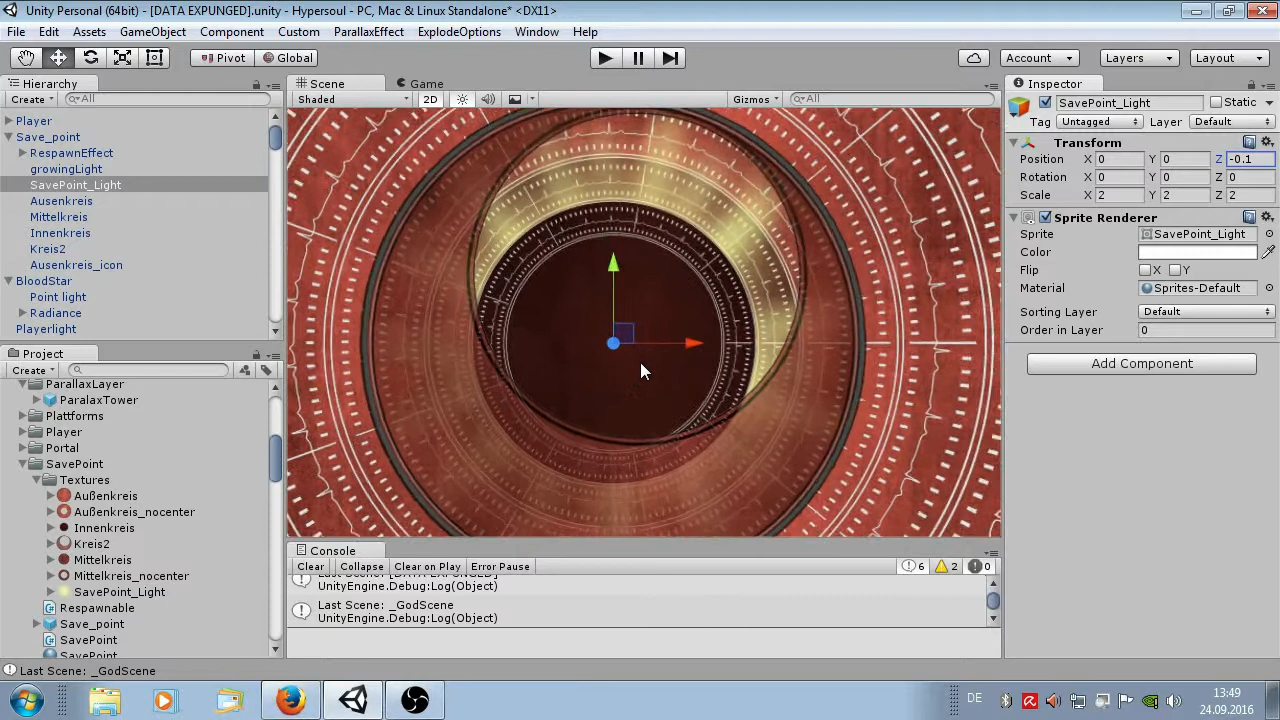 Unity Personal (64bit) - [DATA EXPUNGED].unity - Hypersoul - PC, Mac & Linux Standalone* <DX11>
File Edit Assets GameObject Component Custom ParallaxEffect ExplodeOptions Window Help
Pivot Global Account Layers Layout
Hierarchy Scene Game Inspector
Create All Shaded 2D Gizmos All SavePoint_Light Static
Tag Untagged Layer Default
Player
Save_point
RespawnEffect
growingLight
SavePoint_Light
Ausenkreis
Mittelkreis
Innenkreis
Kreis2
Ausenkreis_icon
BloodStar
Point light
Radiance
Playerlight
Transform
Position X 0 Y 0 Z -0.1
Rotation X 0 Y 0 Z 0
Scale X 2 Y 2 Z 2
Sprite Renderer
Sprite SavePoint_Light
Color
Flip X Y
Material Sprites-Default
Sorting Layer Default
Order in Layer 0
Add Component
Project
Create
ParallaxLayer
ParalaxTower
Plattforms
Player
Portal
SavePoint
Textures
Außenkreis
Außenkreis_nocenter
Innenkreis
Kreis2
Mittelkreis
Mittelkreis_nocenter
SavePoint_Light
Respawnable
Save_point
SavePoint
SavePoint
Console
Clear Collapse Clear on Play Error Pause 6 2 0
Last Scene: [DATA EXPUNGED]
UnityEngine.Debug:Log(Object)
Last Scene: _GodScene
UnityEngine.Debug:Log(Object)
Last Scene: _GodScene
DE
13:49
24.09.2016